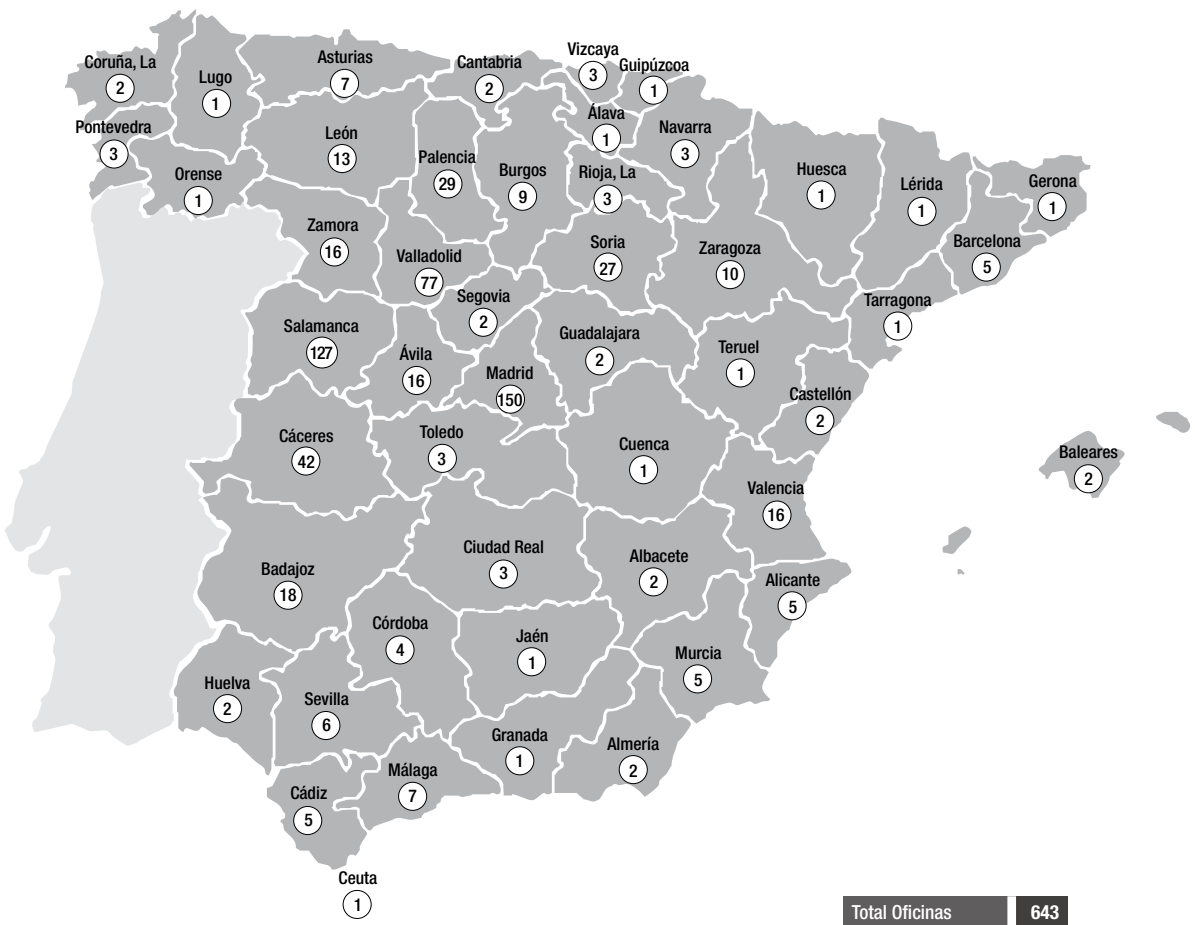 Coruña, La
2
Lugo
1
Asturias
7
Cantabria
2
Vizcaya
3
Guipúzcoa
1
Pontevedra
3
Orense
1
León
13
Palencia
29
Burgos
9
Álava
1
Rioja, La
3
Navarra
3
Huesca
1
Lérida
1
Gerona
1
Barcelona
5
Tarragona
1
Zamora
16
Valladolid
77
Soria
27
Zaragoza
10
Segovia
2
Salamanca
127
Ávila
16
Madrid
150
Guadalajara
2
Teruel
1
Castellón
2
Cáceres
42
Toledo
3
Cuenca
1
Valencia
16
Baleares
2
Badajoz
18
Ciudad Real
3
Albacete
2
Alicante
5
Córdoba
4
Jaén
1
Murcia
5
Huelva
2
Sevilla
6
Granada
1
Almería
2
Cádiz
5
Málaga
7
Ceuta
1
Total Oficinas 643